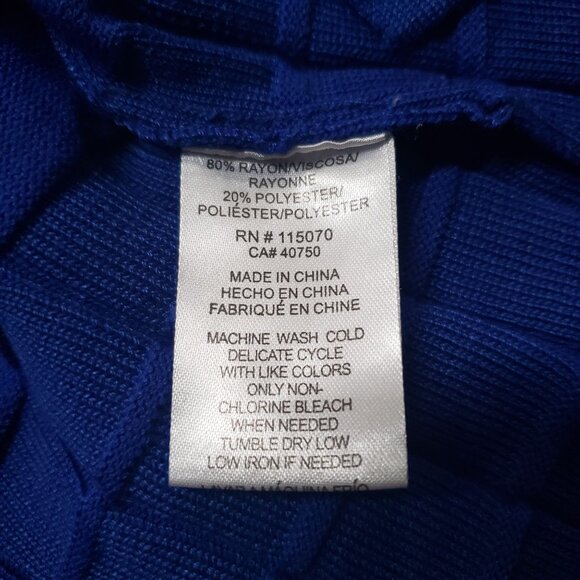 80% RAYON/VISCOSA/
RAYONNE
20% POLYESTER/
POLIÉSTER/POLYESTER
RN # 115070
CA# 40750
MADE IN CHINA
HECHO EN CHINA
FABRIQUÉ EN CHINE
MACHINE WASH COLD
DELICATE CYCLE
WITH LIKE COLORS
ONLY NON-
CHLORINE BLEACH
WHEN NEEDED
TUMBLE DRY LOW
LOW IRON IF NEEDED